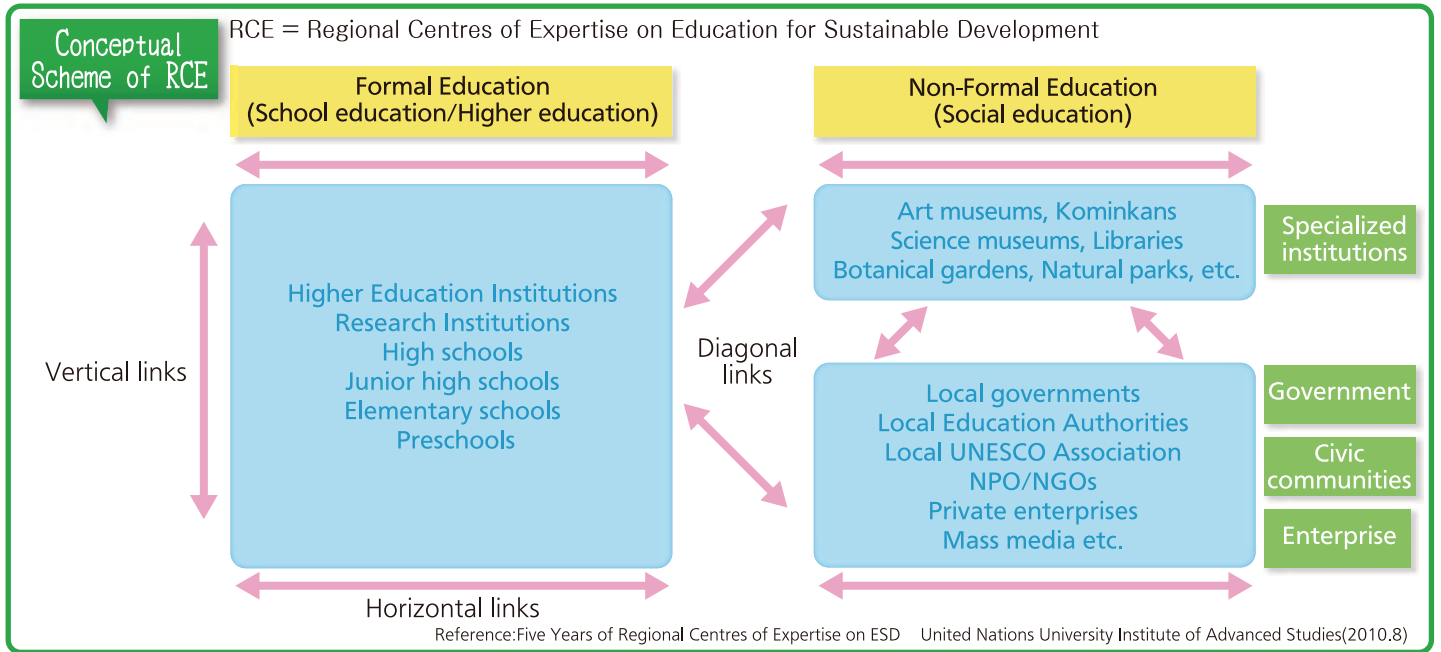 Conceptual
Scheme of RCE
RCE = Regional Centres of Expertise on Education for Sustainable Development
Formal Education
(School education/Higher education)
Non-Formal Education
(Social education)
Vertical links
Higher Education Institutions
Research Institutions
High schools
Junior high schools
Elementary schools
Preschools
Horizontal links
Diagonal
links
Art museums, Kominkans
Science museums, Libraries
Botanical gardens, Natural parks, etc.
Specialized
institutions
Local governments
Local Education Authorities
Local UNESCO Association
NPO/NGOs
Private enterprises
Mass media etc.
Government
Civic
communities
Enterprise
Reference:Five Years of Regional Centres of Expertise on ESD United Nations University Institute of Advanced Studies(2010.8)